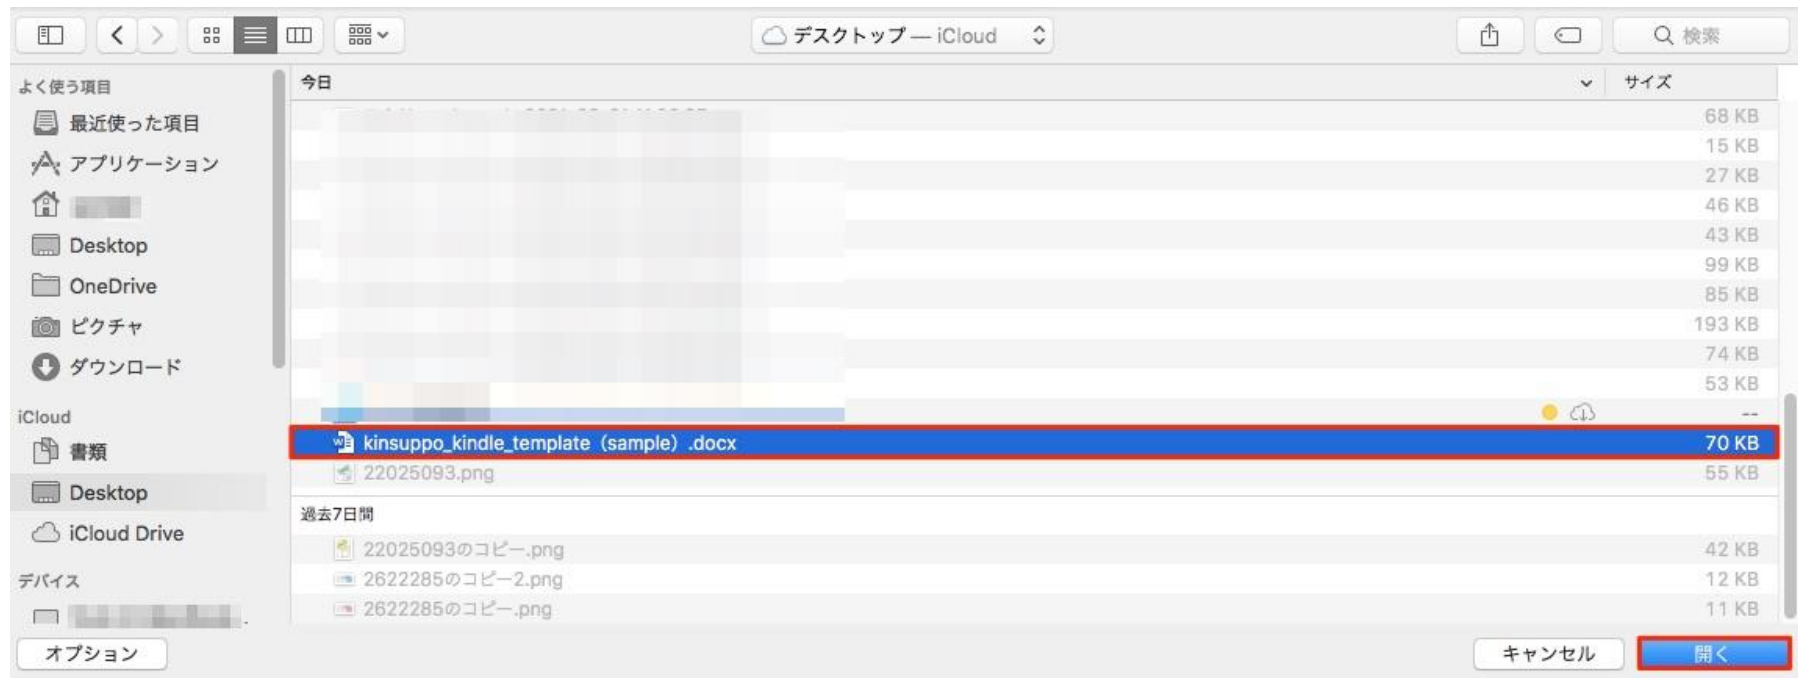 デスクトップ — iCloud
検索
よく使う項目
最近使った項目
アプリケーション
Desktop
OneDrive
ピクチャ
ダウンロード
iCloud
書類
Desktop
iCloud Drive
デバイス
今日
サイズ
68 KB
15 KB
27 KB
46 KB
43 KB
99 KB
85 KB
193 KB
74 KB
53 KB
--
kinsuppo_kindle_template（sample）.docx 70 KB
22025093.png 55 KB
過去7日間
22025093のコピー.png 42 KB
2622285のコピー2.png 12 KB
2622285のコピー.png 11 KB
オプション
キャンセル
開く